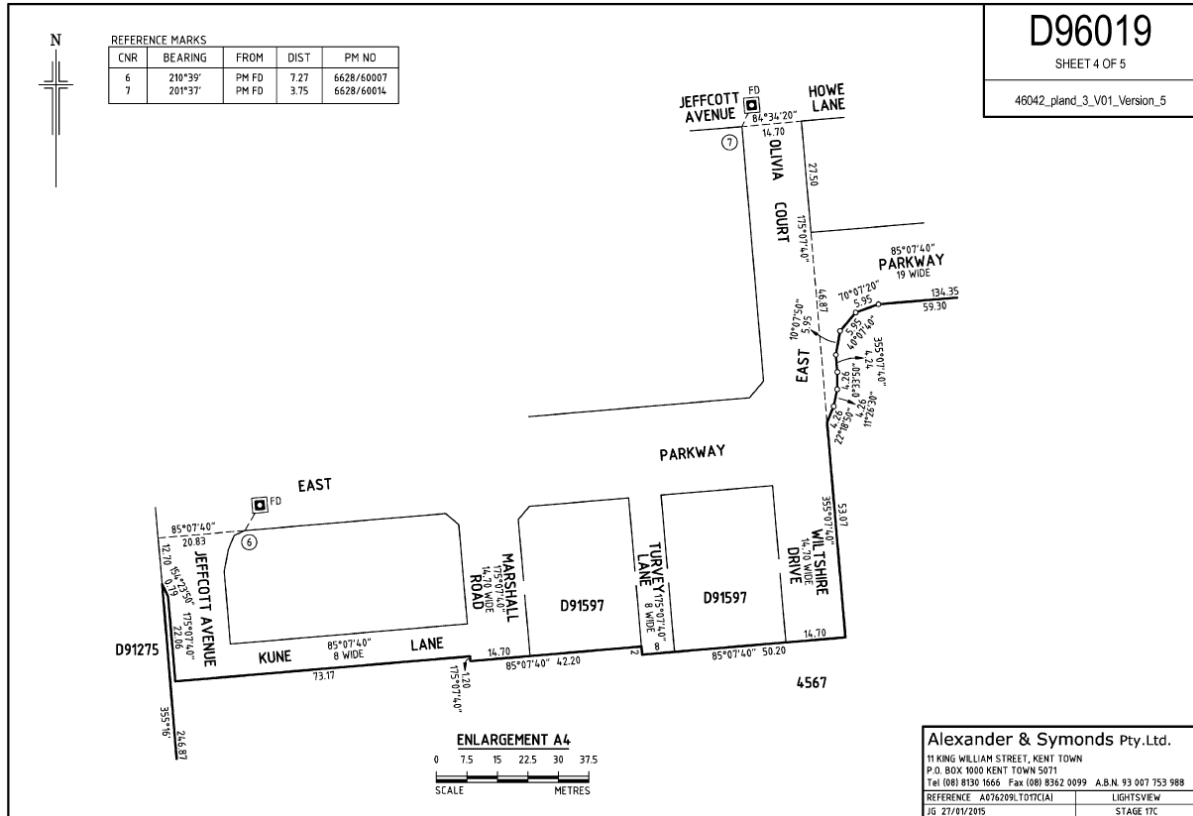 D96019
SHEET 4 OF 5
46042_pland_3_V01_Version_5
N
REFERENCE MARKS
CNR BEARING FROM DIST PM NO
6 210°39' PM FD 7.27 6628/60007
7 201°37' PM FD 3.75 6628/60014
JEFFCOTT
AVENUE
FD
HOWE
LANE
84°34'20"
14.70
7
OLIVIA
COURT
27.50
175°07'40"
46.87
85°07'40"
PARKWAY
19 WIDE
70°07'20"
5.95
134.35
59.30
10°07'50"
5.95
5.95
40°07'40"
355°07'40"
4.24
EAST
4.26
0°33'50"
4.26
11°26'30"
4.26
22°18'50"
PARKWAY
EAST
FD
85°07'40"
20.83
6
12.70
154°23'50"
0.79
JEFFCOTT AVENUE
175°07'40"
22.06
D91275
KUNE
85°07'40"
8 WIDE
LANE
73.17
MARSHALL
ROAD
175°07'40"
14.70 WIDE
1.20
175°07'40"
14.70
85°07'40" 42.20
D91597
TURVEY
LANE
175°07'40"
8 WIDE
2
8
D91597
85°07'40" 50.20
WILTSHIRE
DRIVE
14.70 WIDE
355°07'40"
53.07
14.70
4567
355°16'
246.87
ENLARGEMENT A4
0 7.5 15 22.5 30 37.5
SCALE METRES
Alexander & Symonds Pty.Ltd.
11 KING WILLIAM STREET, KENT TOWN
P.O. BOX 1000 KENT TOWN 5071
Tel (08) 8130 1666 Fax (08) 8362 0099 A.B.N. 93 007 753 988
REFERENCE A076209LT017C(A) LIGHTSVIEW
JG 27/01/2015 STAGE 17C